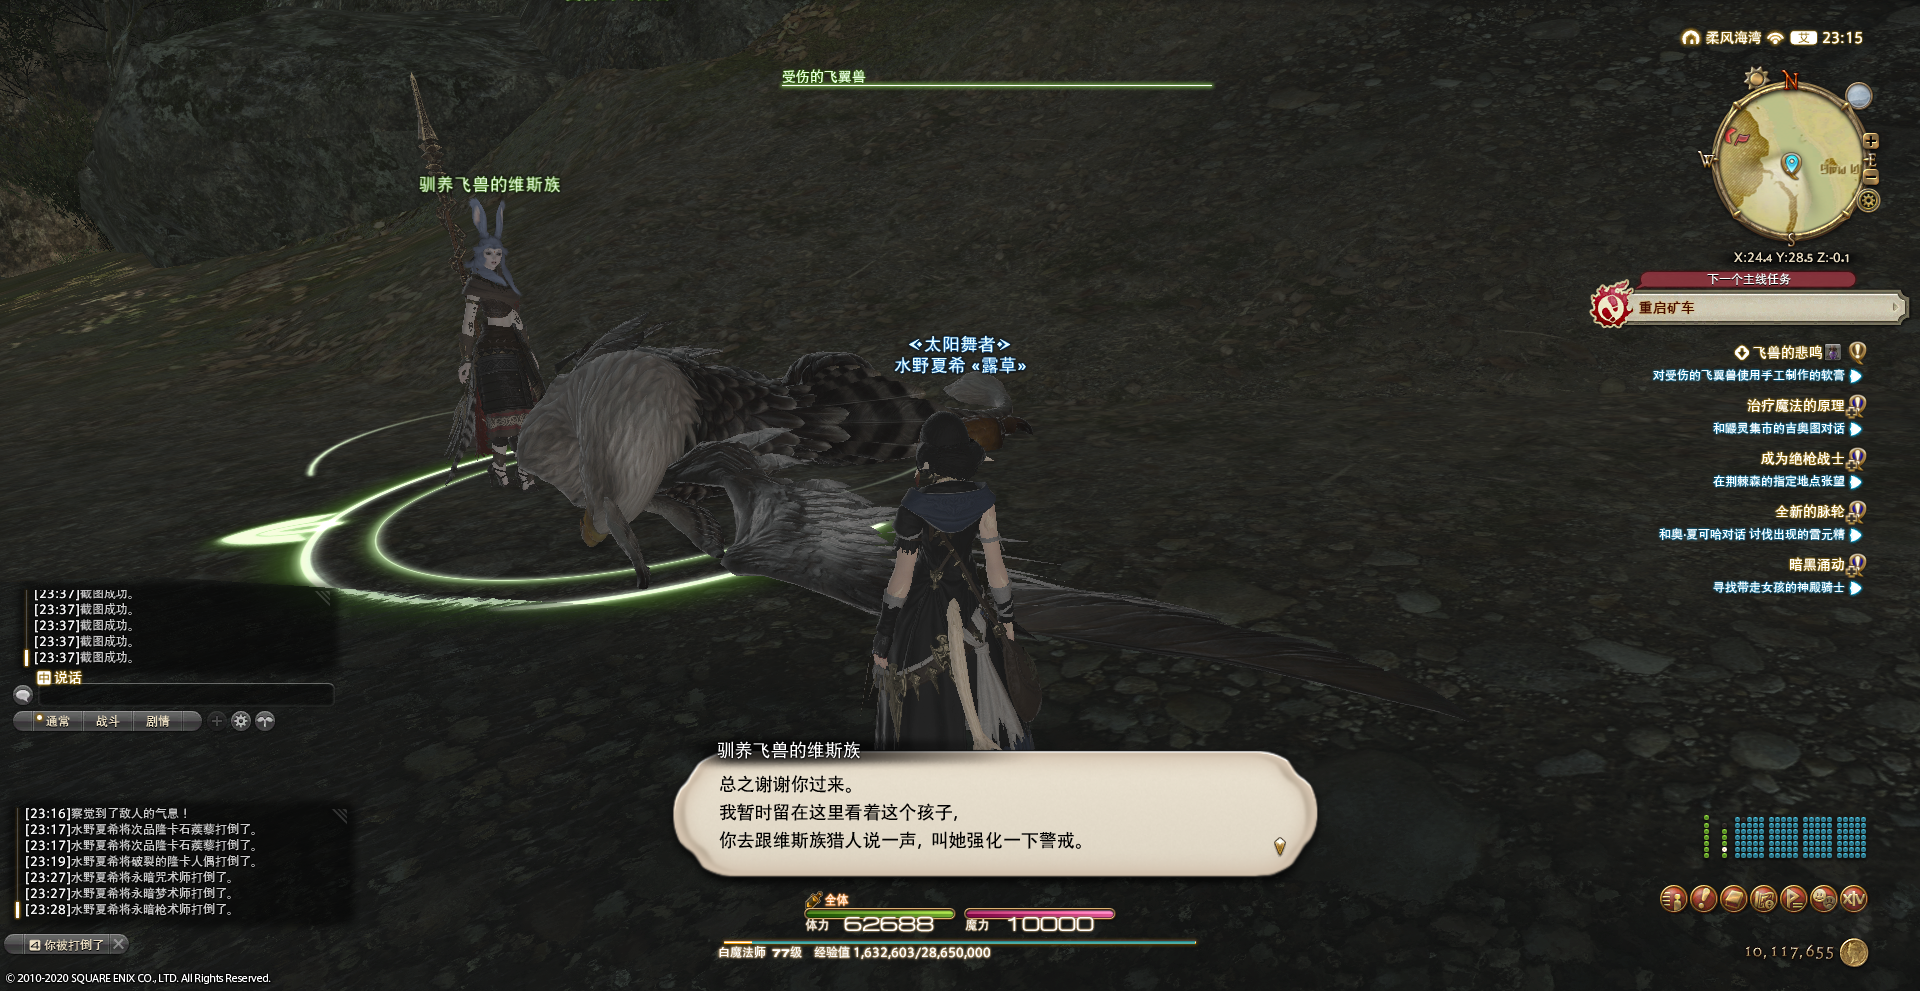 柔风海湾 艾 23:15
受伤的飞翼兽
N
W
E
S
X:24.4 Y:28.5 Z:-0.1
下一个主线任务
重启矿车
驯养飞兽的维斯族
太阳舞者
水野夏希 «露草»
飞兽的悲鸣
对受伤的飞翼兽使用手工制作的软膏
治疗魔法的原理
和鼹灵集市的吉奥图对话
成为绝枪战士
在荆棘森的指定地点张望
全新的脉轮
和奥·夏可哈对话 讨伐出现的雷元精
暗黑涌动
寻找带走女孩的神殿骑士
[23:37]截图成功。
[23:37]截图成功。
[23:37]截图成功。
[23:37]截图成功。
[23:37]截图成功。
中 说话
通常 战斗 剧情
驯养飞兽的维斯族
总之谢谢你过来。
我暂时留在这里看着这个孩子，
你去跟维斯族猎人说一声，叫她强化一下警戒。
[23:16]察觉到了敌人的气息！
[23:17]水野夏希将次品隆卡石蒺藜打倒了。
[23:17]水野夏希将次品隆卡石蒺藜打倒了。
[23:19]水野夏希将破裂的隆卡人偶打倒了。
[23:27]水野夏希将永暗咒术师打倒了。
[23:27]水野夏希将永暗梦术师打倒了。
[23:28]水野夏希将永暗枪术师打倒了。
4 你被打倒了
全体
体力 62688 魔力 10000
白魔法师 77级 经验值 1,632,603/28,650,000
XIV
10,117,655
© 2010-2020 SQUARE ENIX CO., LTD. All Rights Reserved.